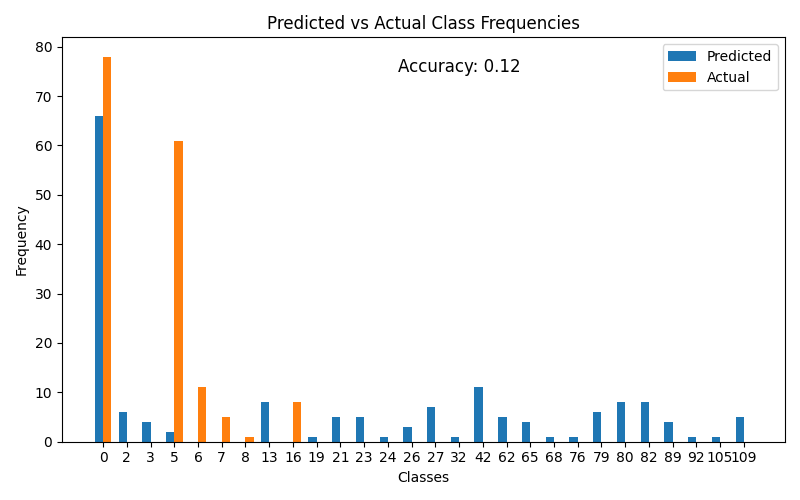 Predicted vs Actual Class Frequencies
Accuracy: 0.12
Predicted
Actual
80
70
60
50
40
30
20
10
0
Frequency
0 2 3 5 6 7 8 13 16 19 21 23 24 26 27 32 42 62 65 68 76 79 80 82 89 92 105 109
Classes